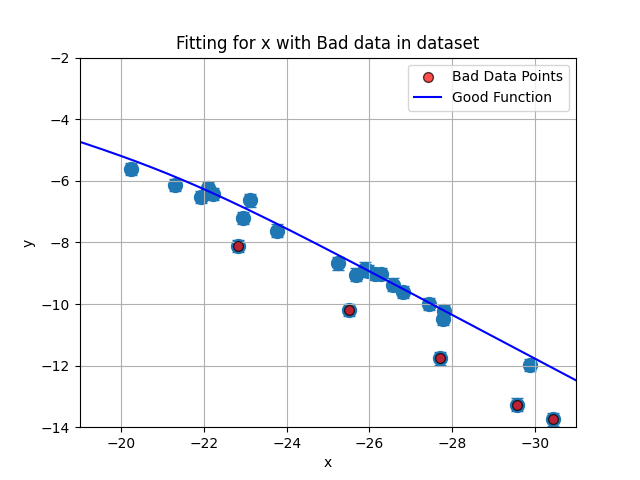 Fitting for x with Bad data in dataset
Bad Data Points
Good Function
−2
−4
−6
−8
−10
−12
−14
y
−20 −22 −24 −26 −28 −30
x